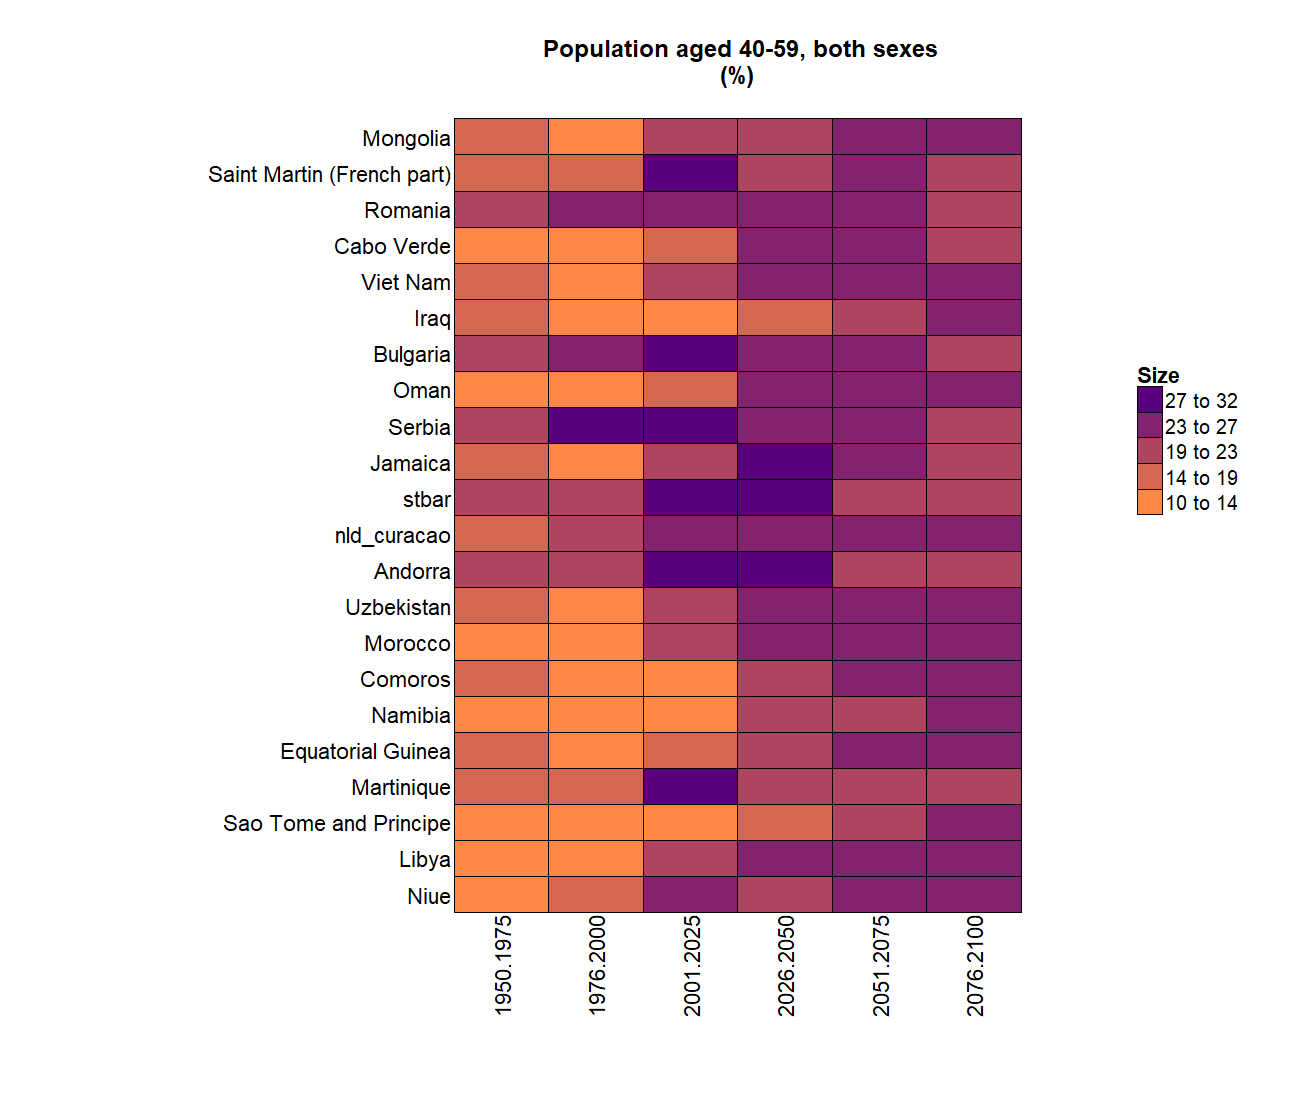 Population aged 40-59, both sexes
(%)
Mongolia
Saint Martin (French part)
Romania
Cabo Verde
Viet Nam
Iraq
Bulgaria
Oman
Serbia
Jamaica
stbar
nld_curacao
Andorra
Uzbekistan
Morocco
Comoros
Namibia
Equatorial Guinea
Martinique
Sao Tome and Principe
Libya
Niue
1950.1975
1976.2000
2001.2025
2026.2050
2051.2075
2076.2100
Size
27 to 32
23 to 27
19 to 23
14 to 19
10 to 14